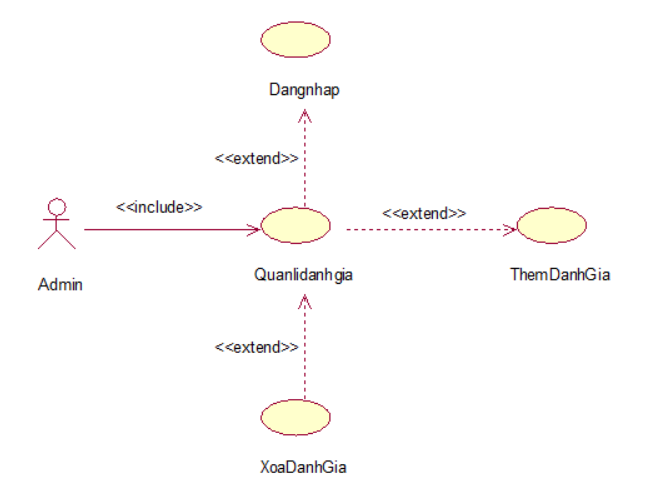 Dangnhap
<<extend>>
<<include>>
<<extend>>
Admin
Quanlidanhgia
ThemDanhGia
<<extend>>
XoaDanhGia